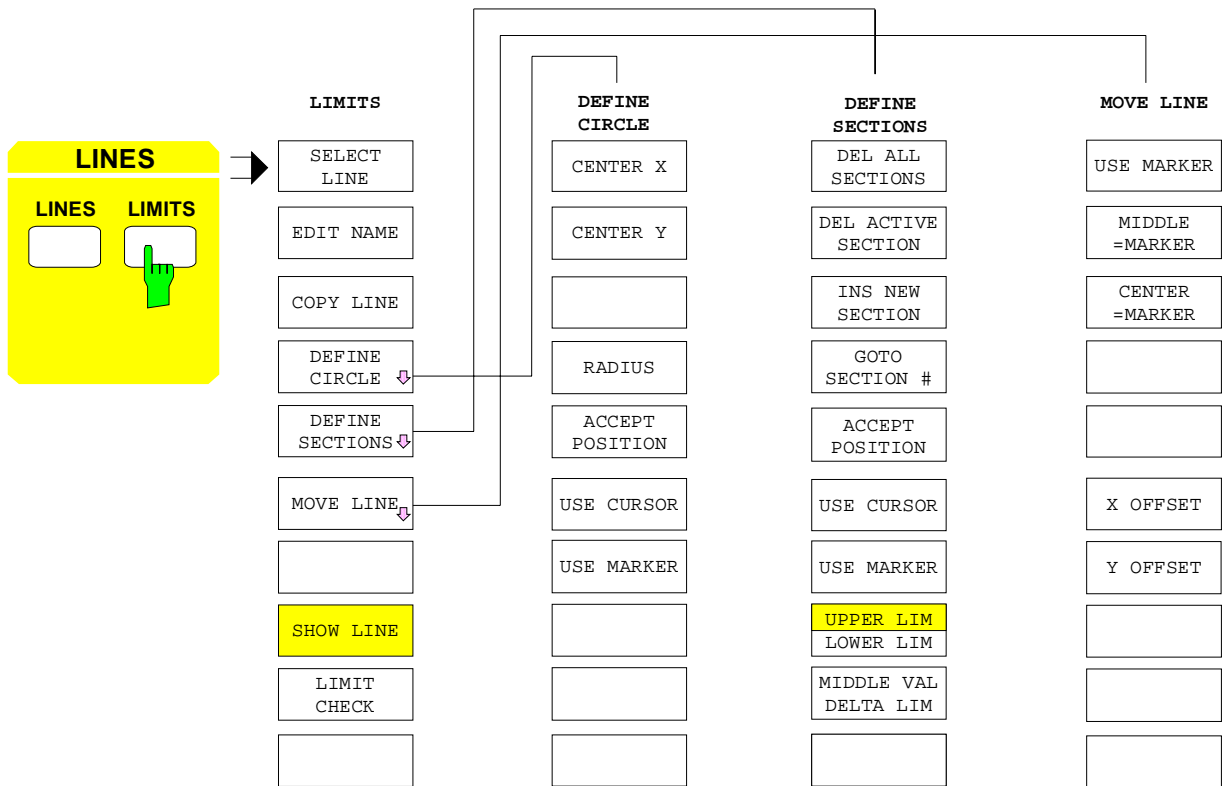 LINES
LINES
LIMITS
LIMITS
SELECT
LINE
EDIT NAME
COPY LINE
DEFINE
CIRCLE
DEFINE
SECTIONS
MOVE LINE
SHOW LINE
LIMIT
CHECK
DEFINE
CIRCLE
CENTER X
CENTER Y
RADIUS
ACCEPT
POSITION
USE CURSOR
USE MARKER
DEFINE
SECTIONS
DEL ALL
SECTIONS
DEL ACTIVE
SECTION
INS NEW
SECTION
GOTO
SECTION #
ACCEPT
POSITION
USE CURSOR
USE MARKER
UPPER LIM
LOWER LIM
MIDDLE VAL
DELTA LIM
MOVE LINE
USE MARKER
MIDDLE
=MARKER
CENTER
=MARKER
X OFFSET
Y OFFSET